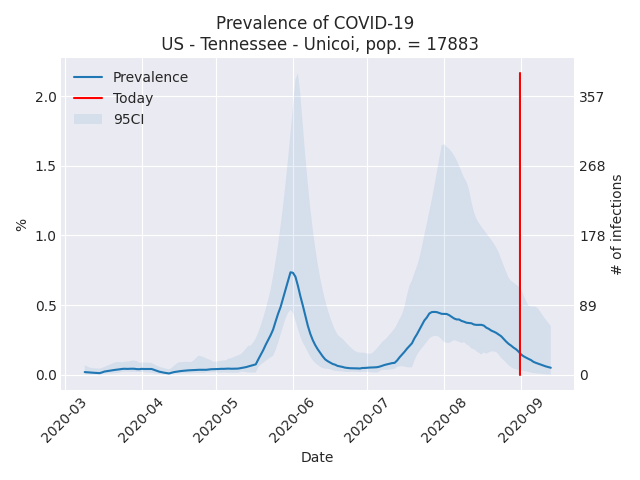 Prevalence of COVID-19
US - Tennessee - Unicoi, pop. = 17883
Prevalence
Today
95CI
%
2.0
1.5
1.0
0.5
0.0
357
268
178
89
0
# of infections
2020-03
2020-04
2020-05
2020-06
2020-07
2020-08
2020-09
Date